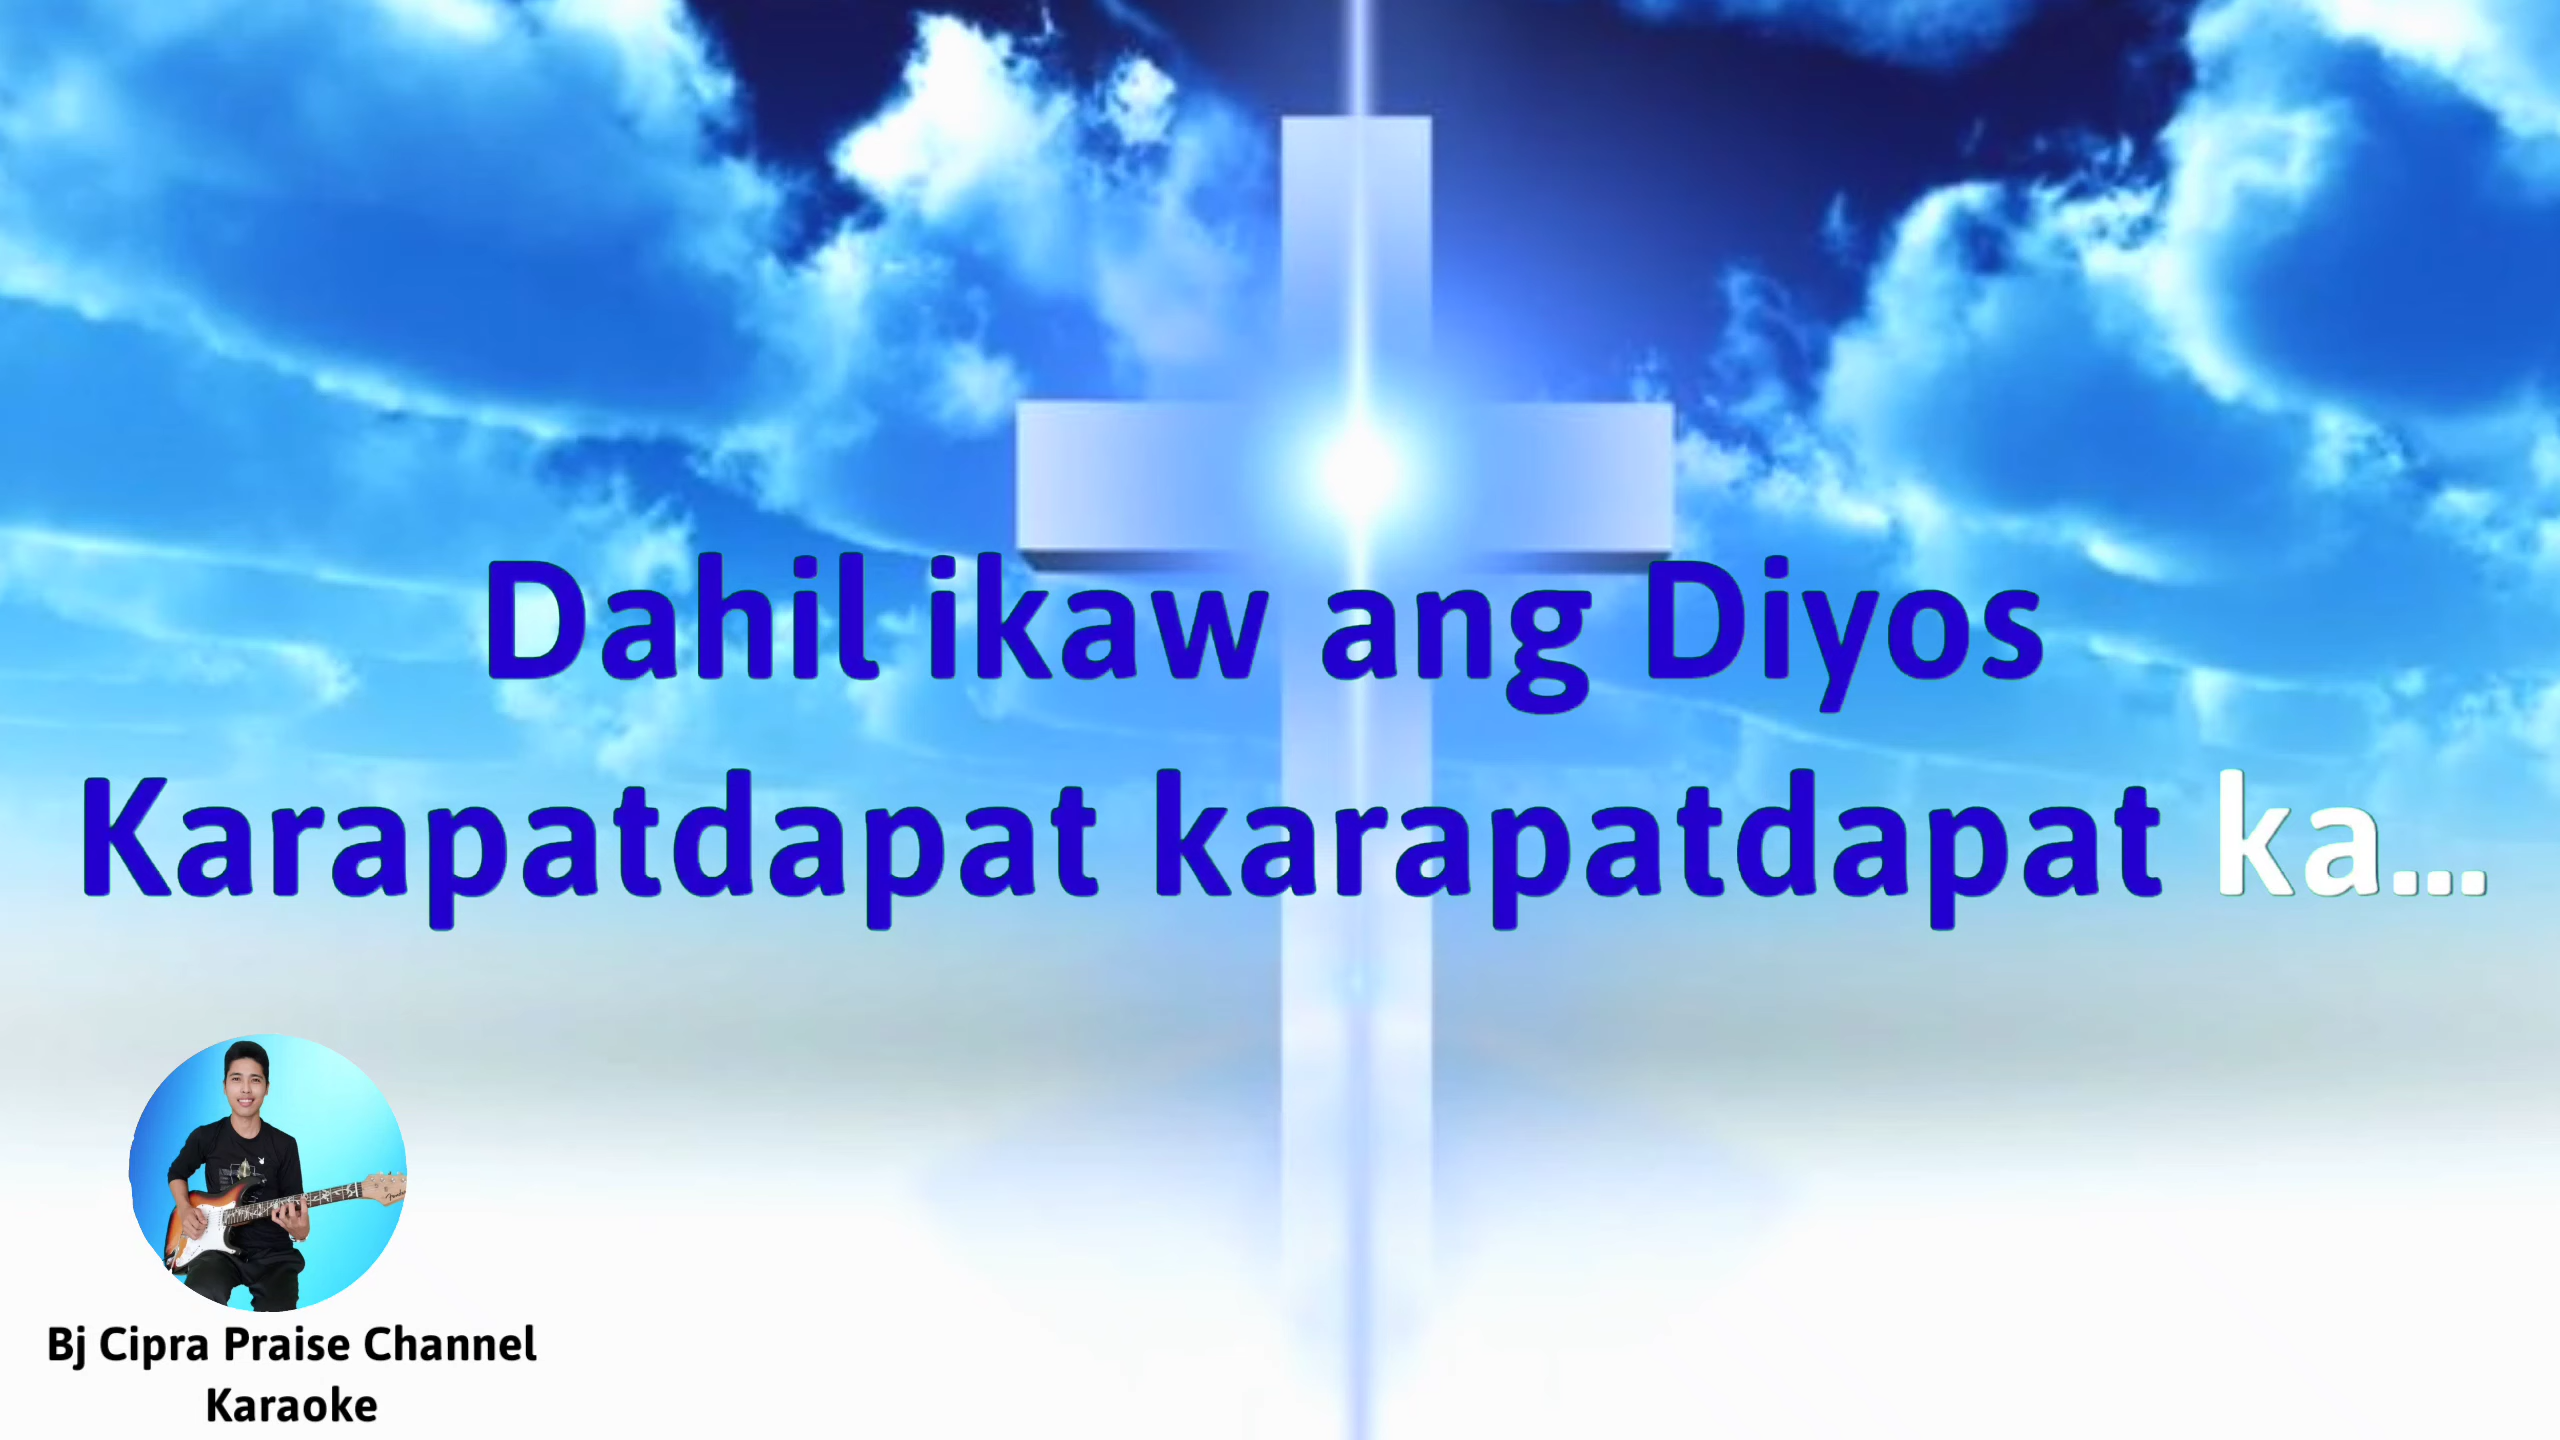 Dahil ikaw ang Diyos
Karapatdapat karapatdapat ka...
Bj Cipra Praise Channel
Karaoke